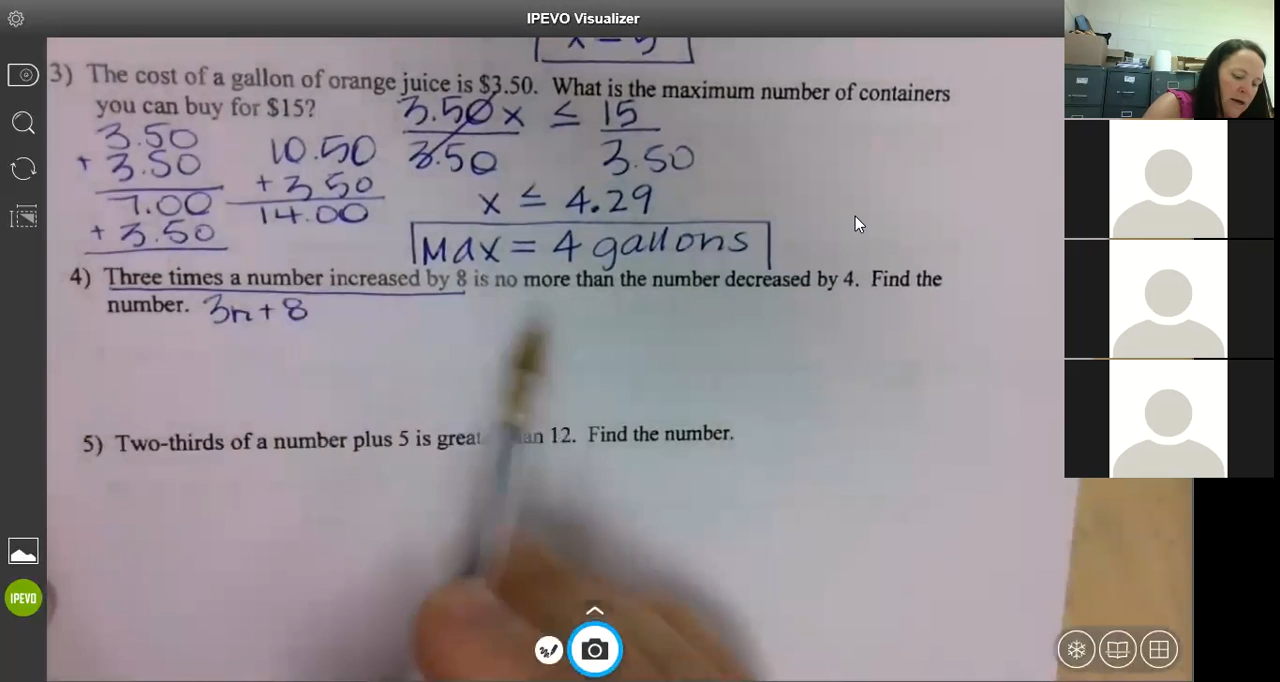 IPEVO Visualizer
x = 5
3) The cost of a gallon of orange juice is $3.50. What is the maximum number of containers
you can buy for $15?
3.50x ≤ 15
3.50 3.50
x ≤ 4.29
Max = 4 gallons
3.50
+ 3.50
7.00
+ 3.50
10.50
+ 3.50
14.00
4) Three times a number increased by 8 is no more than the number decreased by 4. Find the
number. 3n + 8
5) Two-thirds of a number plus 5 is great 12. Find the number.
IPEVO